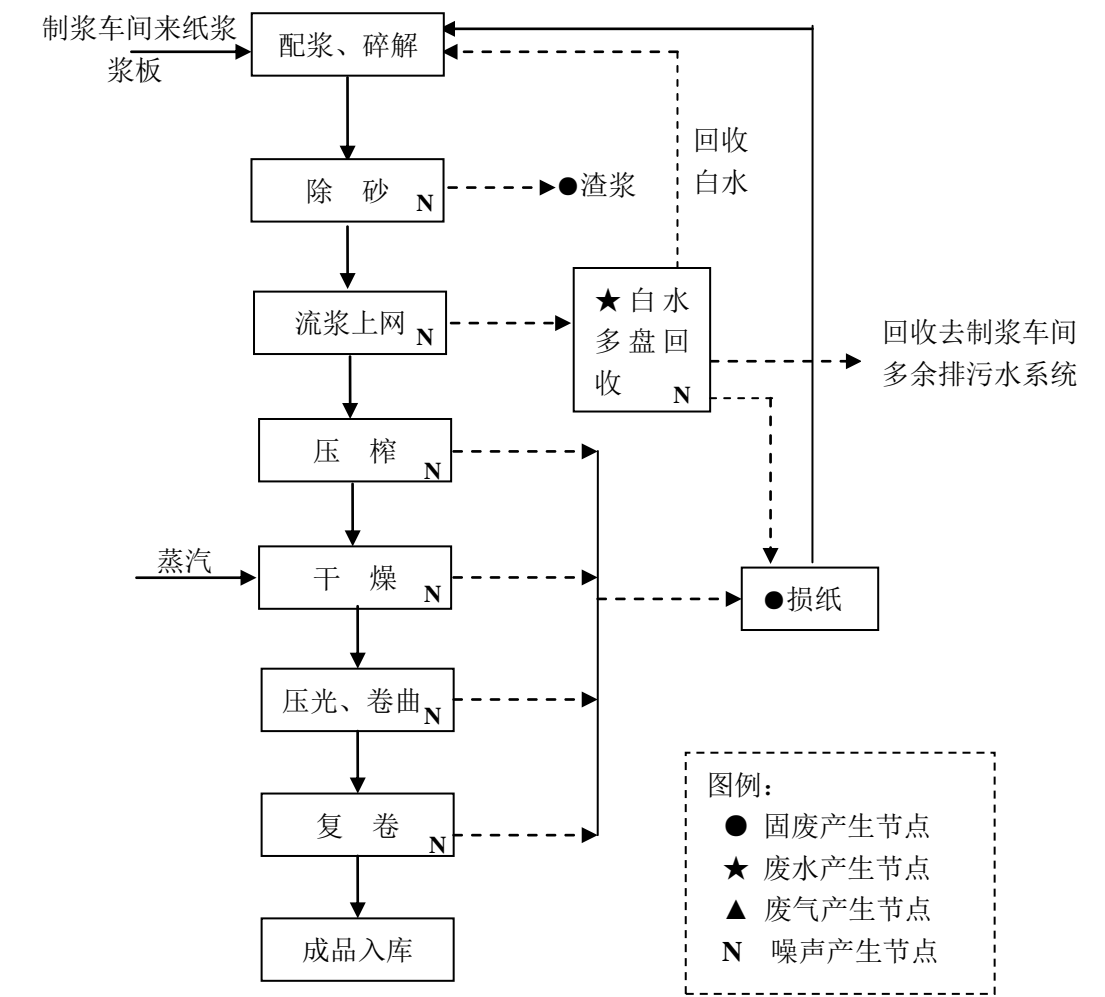 制浆车间来纸浆
浆板
配浆、碎解
回收
白水
除 砂 N
●渣浆
流浆上网 N
★白水
多盘回
收 N
回收去制浆车间
多余排污水系统
压 榨 N
蒸汽
干 燥 N
●损纸
压光、卷曲 N
复 卷 N
成品入库
图例：
● 固废产生节点
★ 废水产生节点
▲ 废气产生节点
N 噪声产生节点